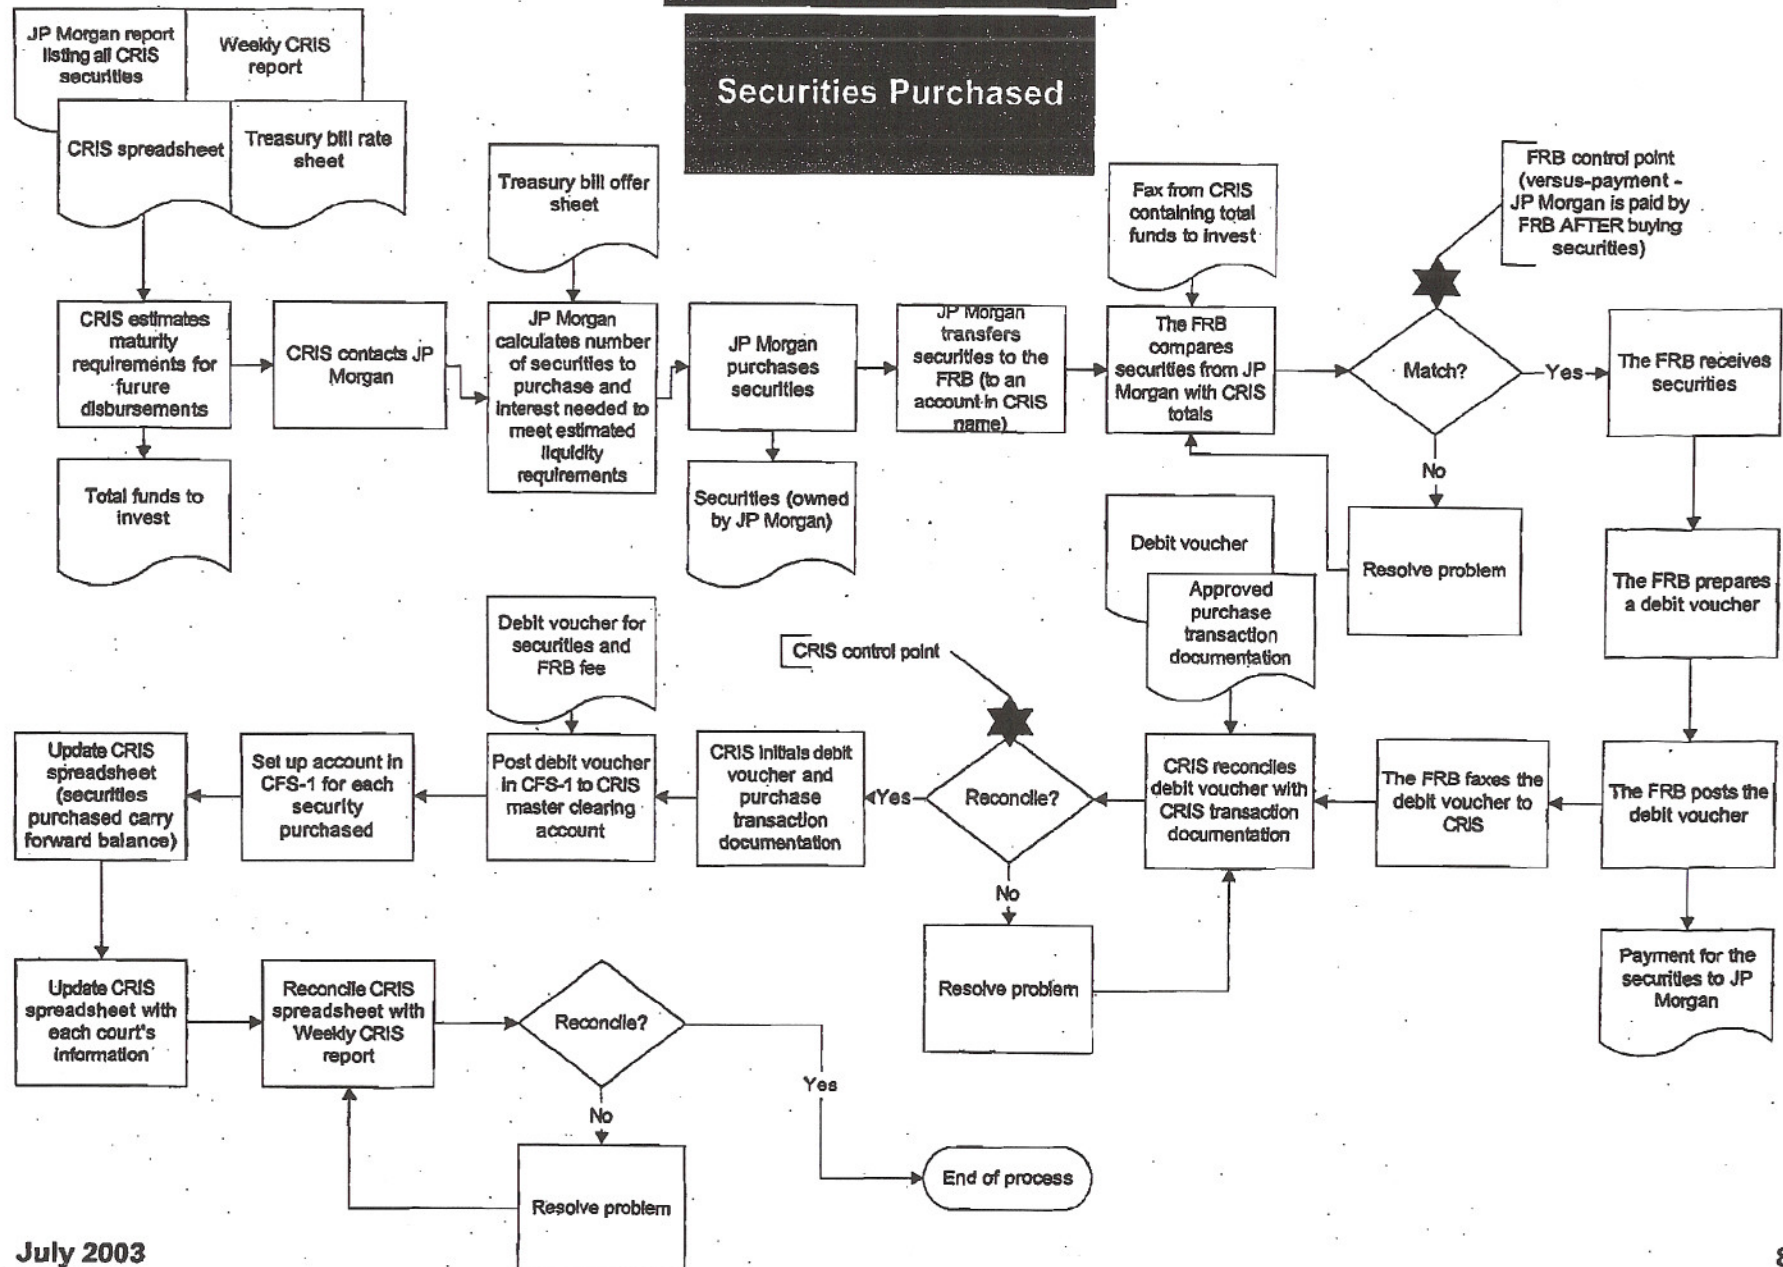 Securities Purchased
JP Morgan report
listing all CRIS
securities
Weekly CRIS
report
CRIS spreadsheet
Treasury bill rate
sheet
Treasury bill offer
sheet
Fax from CRIS
containing total
funds to invest
FRB control point
(versus-payment -
JP Morgan is paid by
FRB AFTER buying
securities)
CRIS estimates
maturity
requirements for
furure
disbursements
CRIS contacts JP
Morgan
JP Morgan
calculates number
of securities to
purchase and
interest needed to
meet estimated
liquidity
requirements
JP Morgan
purchases
securities
JP Morgan
transfers
securities to the
FRB (to an
account in CRIS
name)
The FRB
compares
securities from JP
Morgan with CRIS
totals
Match?
Yes
The FRB receives
securities
No
Total funds to
invest
Securities (owned
by JP Morgan)
Debit voucher
Approved
purchase
transaction
documentation
Resolve problem
The FRB prepares
a debit voucher
Debit voucher for
securities and
FRB fee
CRIS control point
Update CRIS
spreadsheet
(securities
purchased carry
forward balance)
Set up account in
CFS-1 for each
security
purchased
Post debit voucher
in CFS-1 to CRIS
master clearing
account
CRIS initials debit
voucher and
purchase
transaction
documentation
Yes
Reconcile?
CRIS reconciles
debit voucher with
CRIS transaction
documentation
The FRB faxes the
debit voucher to
CRIS
The FRB posts the
debit voucher
No
Resolve problem
Payment for the
securities to JP
Morgan
Update CRIS
spreadsheet with
each court's
information
Reconcile CRIS
spreadsheet with
Weekly CRIS
report
Reconcile?
Yes
No
Resolve problem
End of process
July 2003
8